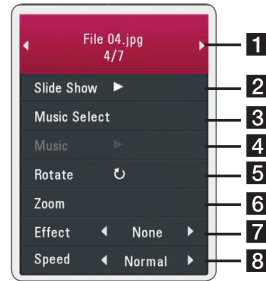 File 04.jpg
4/7
1
Slide Show
2
Music Select
3
Music
4
Rotate
5
Zoom
6
Effect None
7
Speed Normal
8